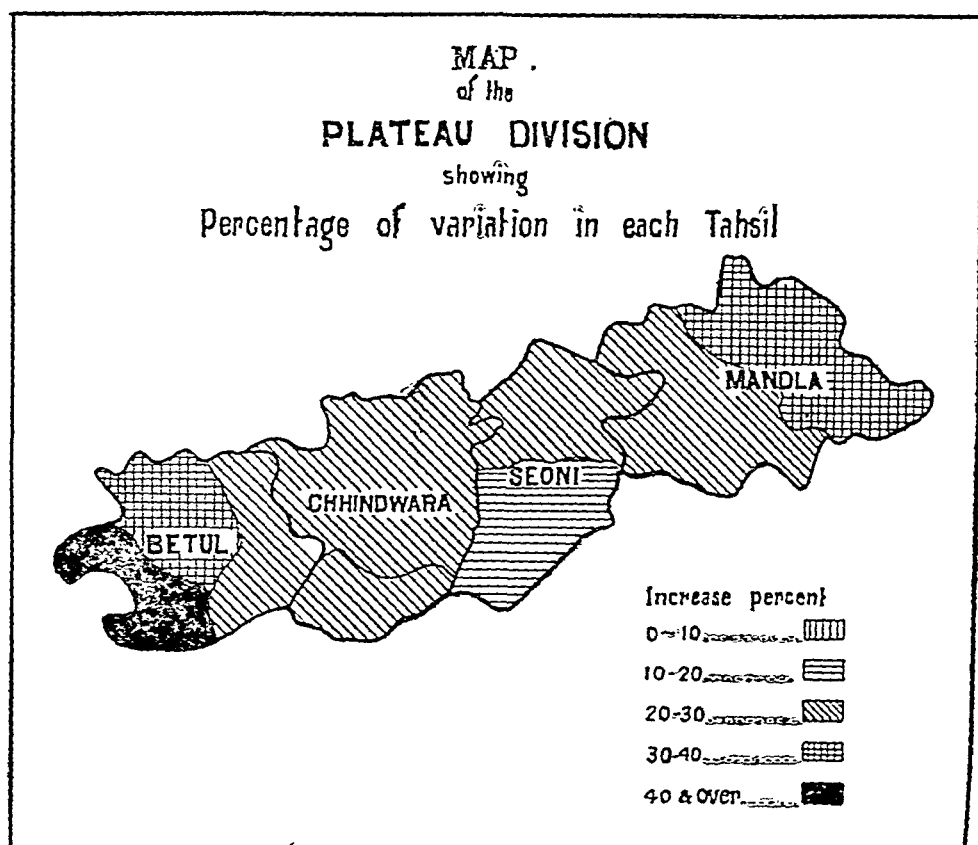 MAP.
of the
PLATEAU DIVISION
showing
Percentage of variation in each Tahsil
MANDLA
SEONI
CHHINDWARA
BETUL
Increase percent
0-10
10-20
20-30
30-40
40 & over